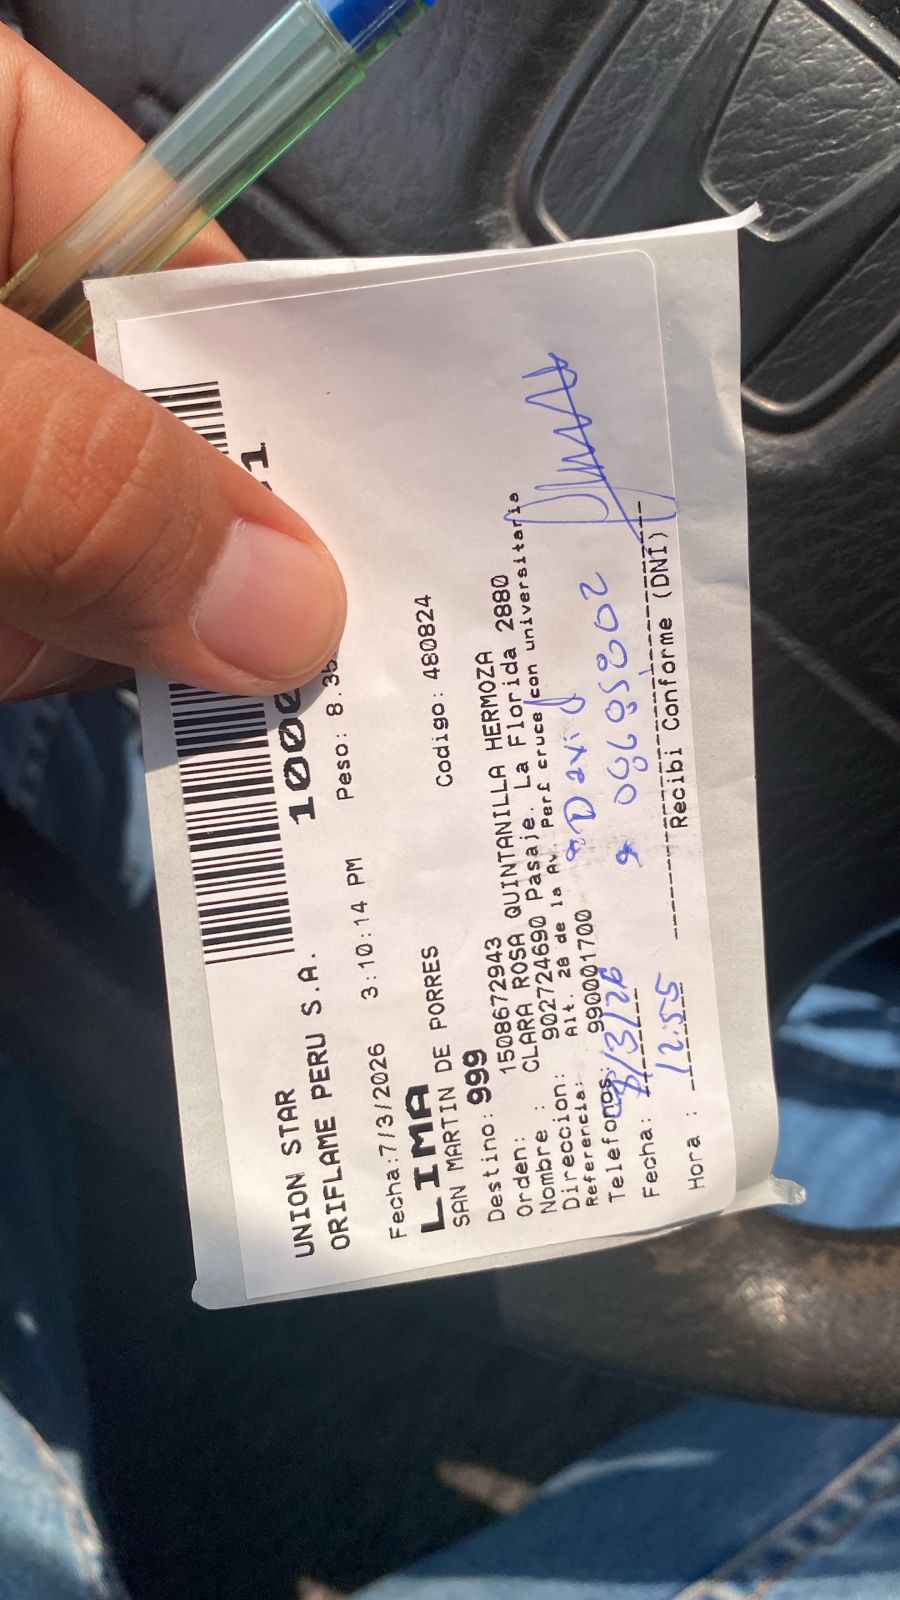 UNION STAR
ORIFLAME PERU S.A.
Fecha:7/3/2026 3:10:14 PM Peso: 8.3
LIMA
SAN MARTIN DE PORRES Codigo: 480824
Destino: 999
Orden: 1508672943
Nombre : CLARA ROSA QUINTANILLA HERMOZA
Direccion: 902724690 Pasaje. La Florida 2880
Referencia: Alt. 28 de la Av. Perú cruce con universitaria
Telefonos: 990001700
David
Fecha: 8/3/26
Hora : 12:55
Recibi Conforme (DNI)